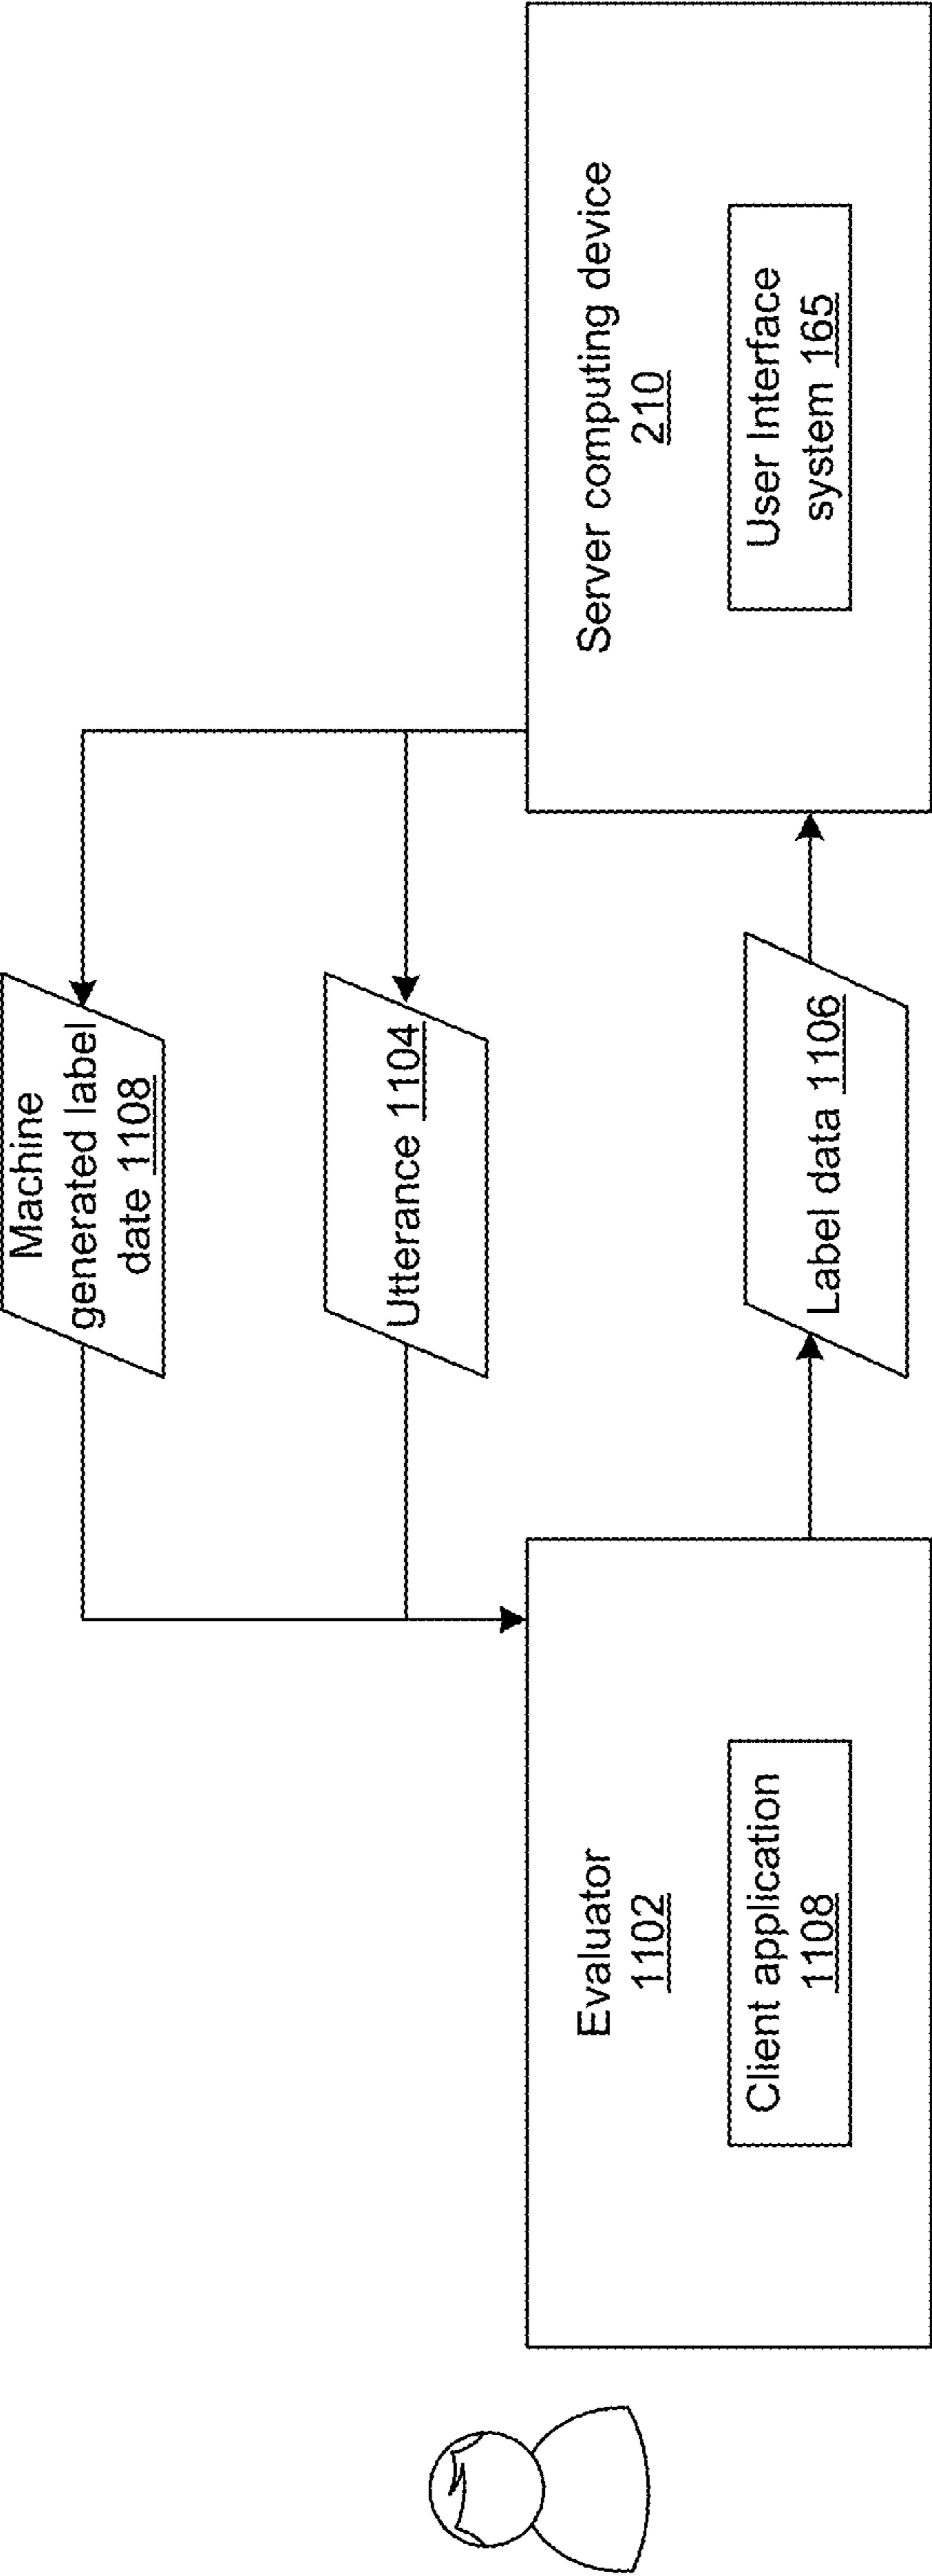 Machine
generated label
date 1108
Utterance 1104
Evaluator
1102
Client application
1108
Label data 1106
Server computing device
210
User Interface
system 165